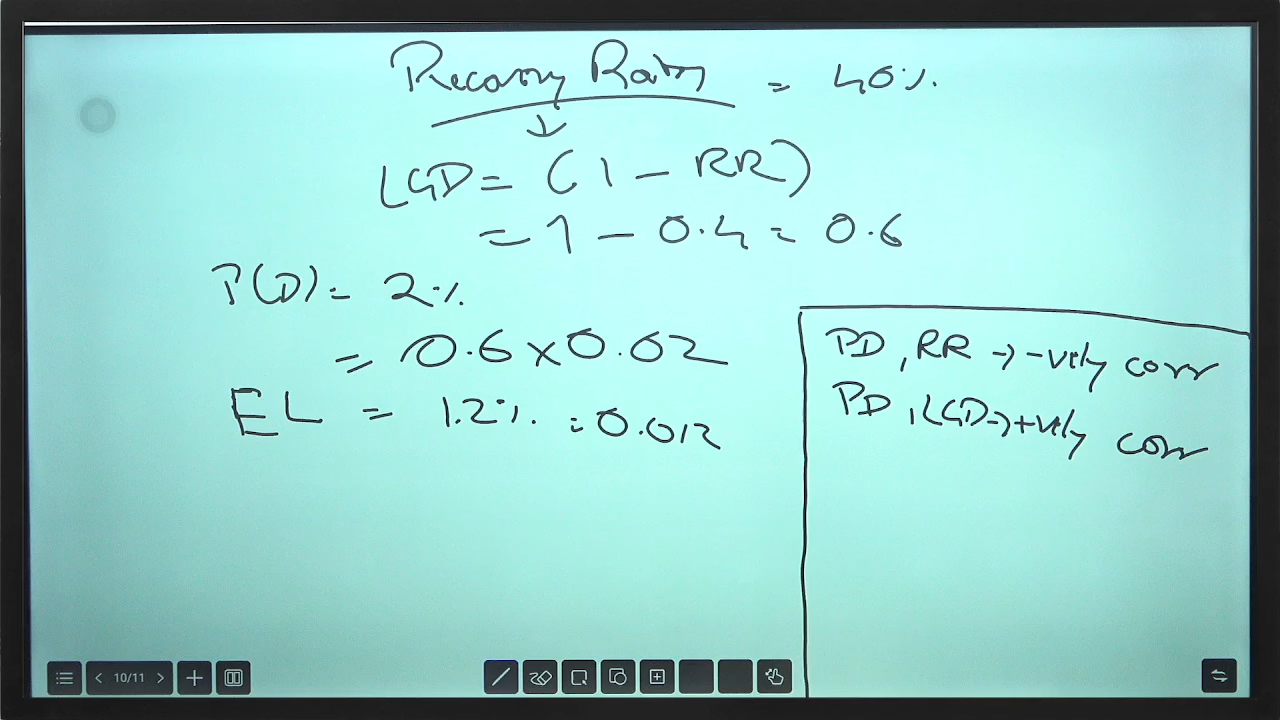 Recovery Rates = 40%.
LGD = (1 - RR)
= 1 - 0.4 = 0.6
P(D) = 2%.
= 0.6 x 0.02
EL = 1.2%. = 0.012
PD, RR → -vely corr
PD, LGD → +vely corr
10/11